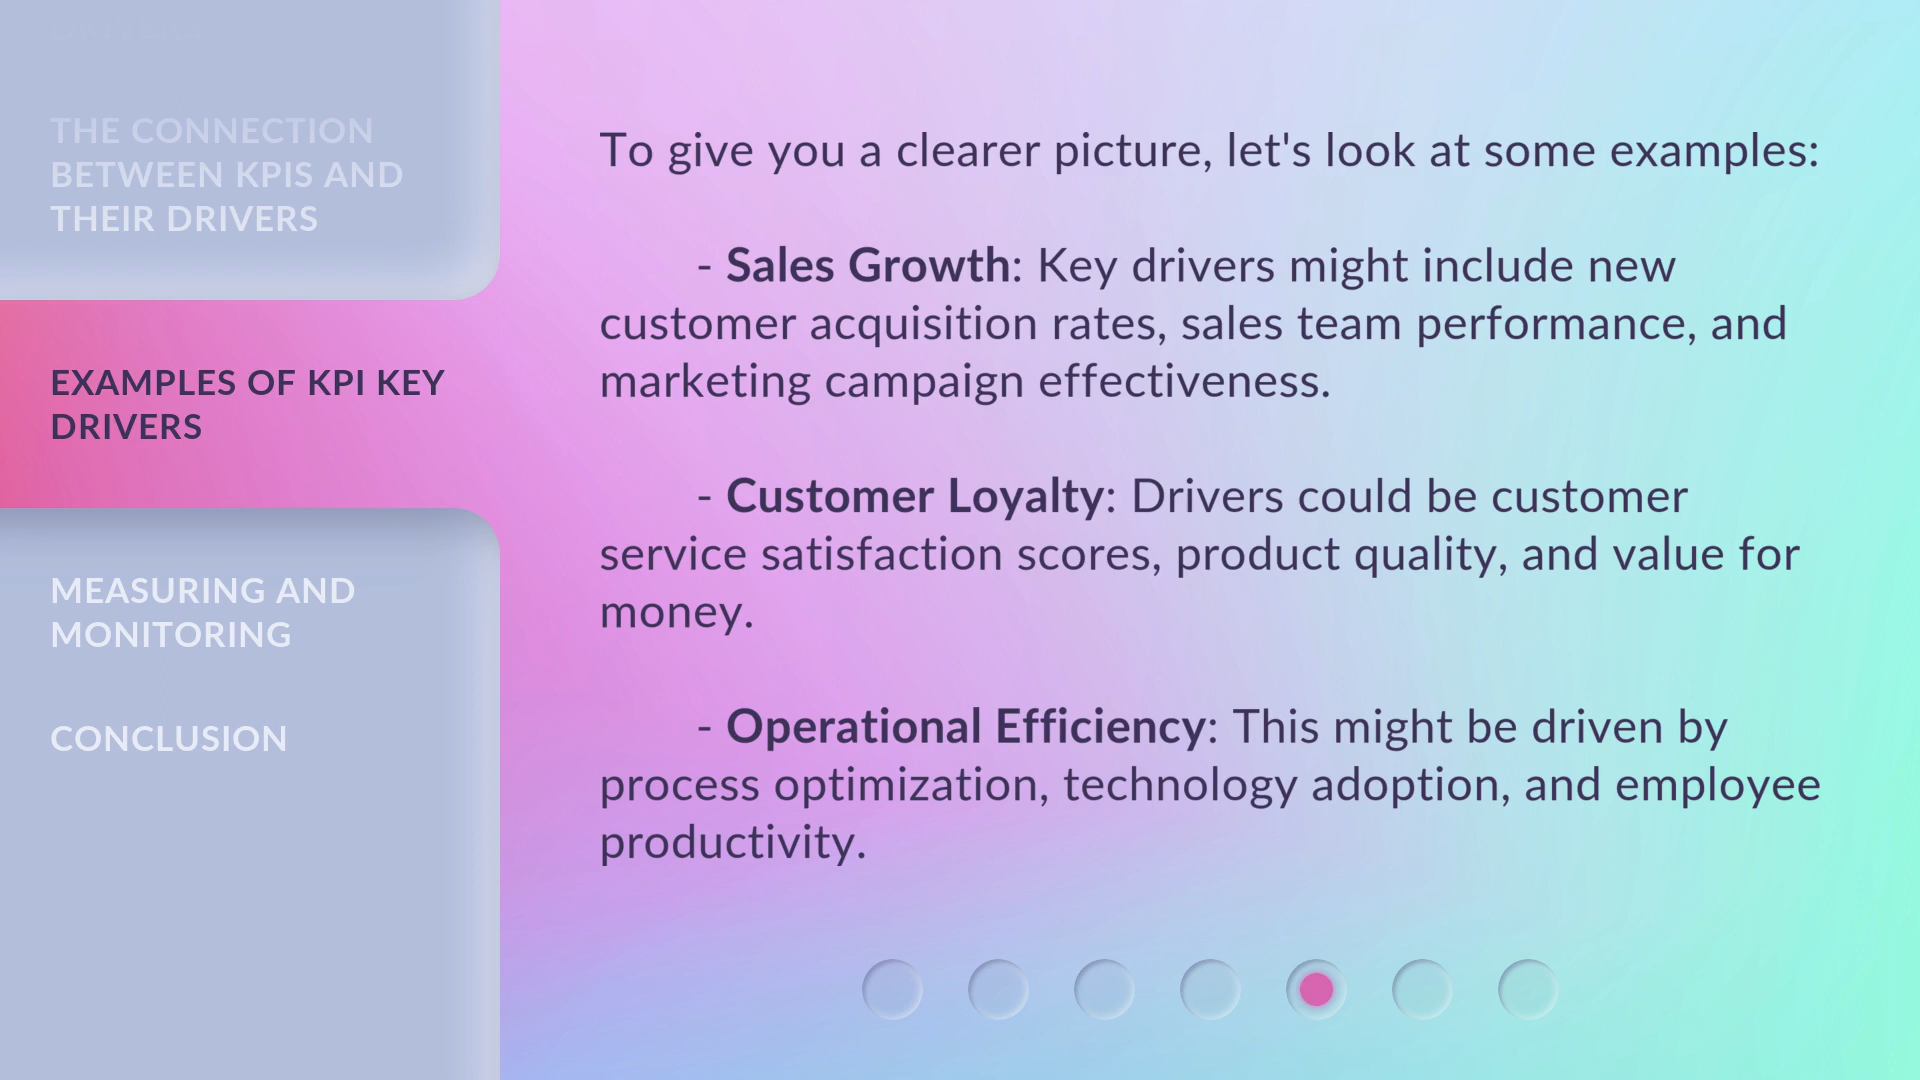 THE CONNECTION
BETWEEN KPIS AND
THEIR DRIVERS
EXAMPLES OF KPI KEY
DRIVERS
MEASURING AND
MONITORING
CONCLUSION
To give you a clearer picture, let's look at some examples:
- Sales Growth: Key drivers might include new
customer acquisition rates, sales team performance, and
marketing campaign effectiveness.
- Customer Loyalty: Drivers could be customer
service satisfaction scores, product quality, and value for
money.
- Operational Efficiency: This might be driven by
process optimization, technology adoption, and employee
productivity.